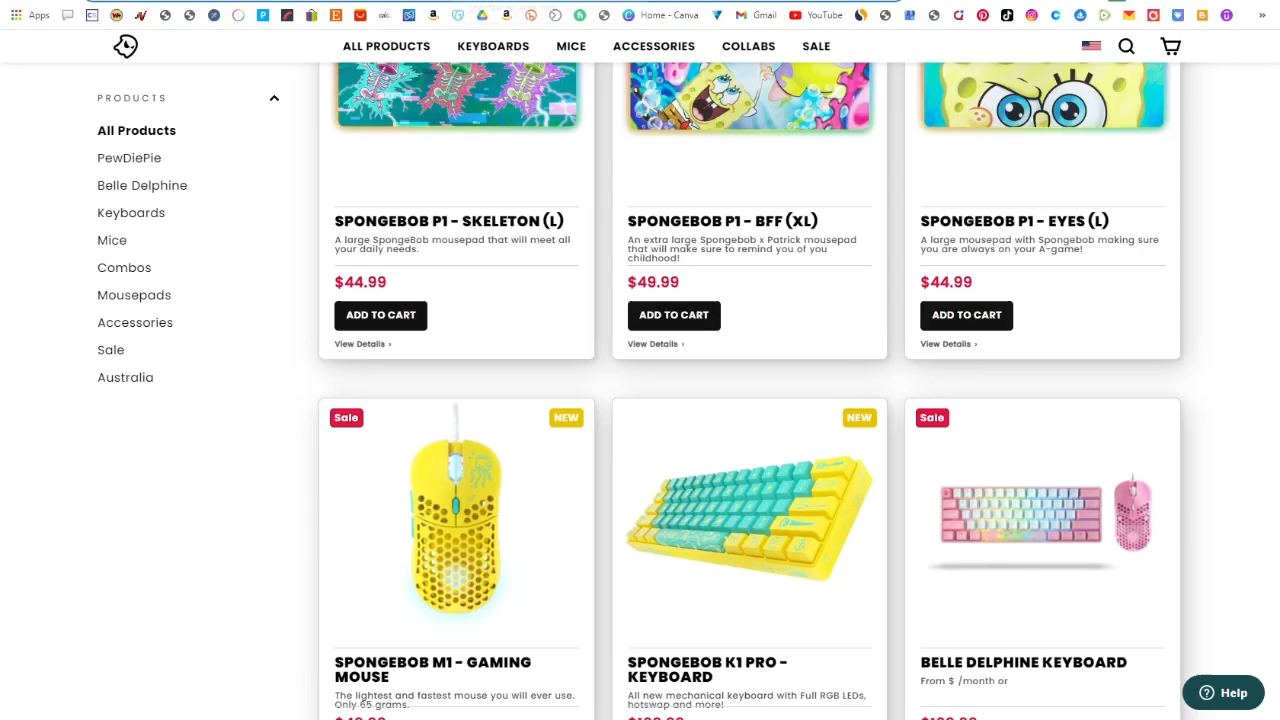 Apps
Home - Canva
Gmail
YouTube
»
ALL PRODUCTS
KEYBOARDS
MICE
ACCESSORIES
COLLABS
SALE
PRODUCTS
All Products
PewDiePie
Belle Delphine
Keyboards
Mice
Combos
Mousepads
Accessories
Sale
Australia
SPONGEBOB P1 - SKELETON (L)
A large SpongeBob mousepad that will meet all
your daily needs.
$44.99
ADD TO CART
View Details ›
SPONGEBOB P1 - BFF (XL)
An extra large Spongebob x Patrick mousepad
that will make sure to remind you of you
childhood!
$49.99
ADD TO CART
View Details ›
SPONGEBOB P1 - EYES (L)
A large mousepad with Spongebob making sure
you are always on your A-game!
$44.99
ADD TO CART
View Details ›
Sale
NEW
SPONGEBOB M1 - GAMING
MOUSE
The lightest and fastest mouse you will ever use.
Only 65 grams.
NEW
SPONGEBOB K1 PRO -
KEYBOARD
All new mechanical keyboard with Full RGB LEDs,
hotswap and more!
Sale
BELLE DELPHINE KEYBOARD
From $ /month or
Help